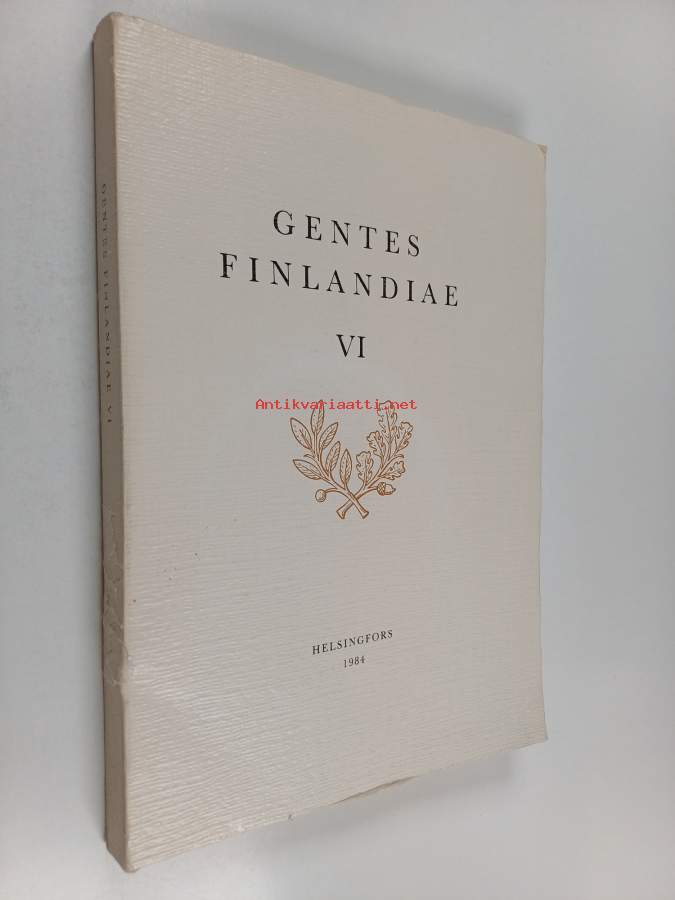 GENTES
FINLANDIAE
VI
Antikvariaatti.net
HELSINGFORS
1984
GENTES FINLANDIAE VI